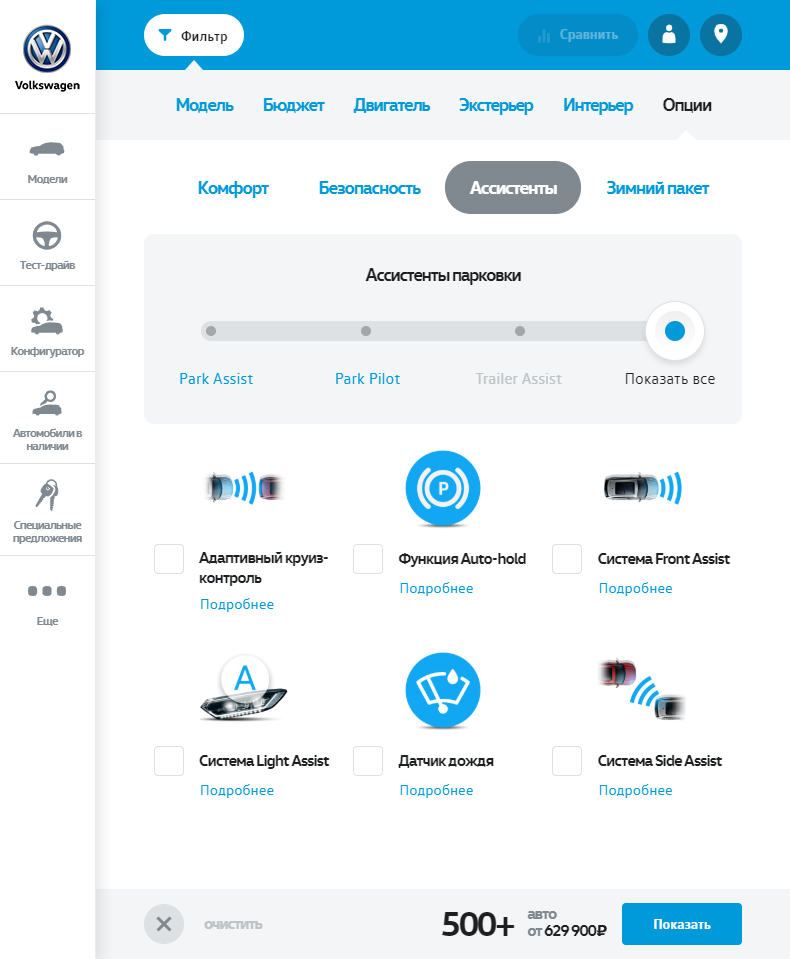 Volkswagen
Модели
Тест-драйв
Конфигуратор
Автомобили в
наличии
Специальные
предложения
Еще
Фильтр
Сравнить
Модель Бюджет Двигатель Экстерьер Интерьер Опции
Комфорт Безопасность Ассистенты Зимний пакет
Ассистенты парковки
Park Assist Park Pilot Trailer Assist Показать все
P
Адаптивный круиз-
контроль
Подробнее
Функция Auto-hold
Подробнее
Система Front Assist
Подробнее
A
Система Light Assist
Подробнее
Датчик дождя
Подробнее
Система Side Assist
Подробнее
очистить
500+
авто
от 629 900₽
Показать